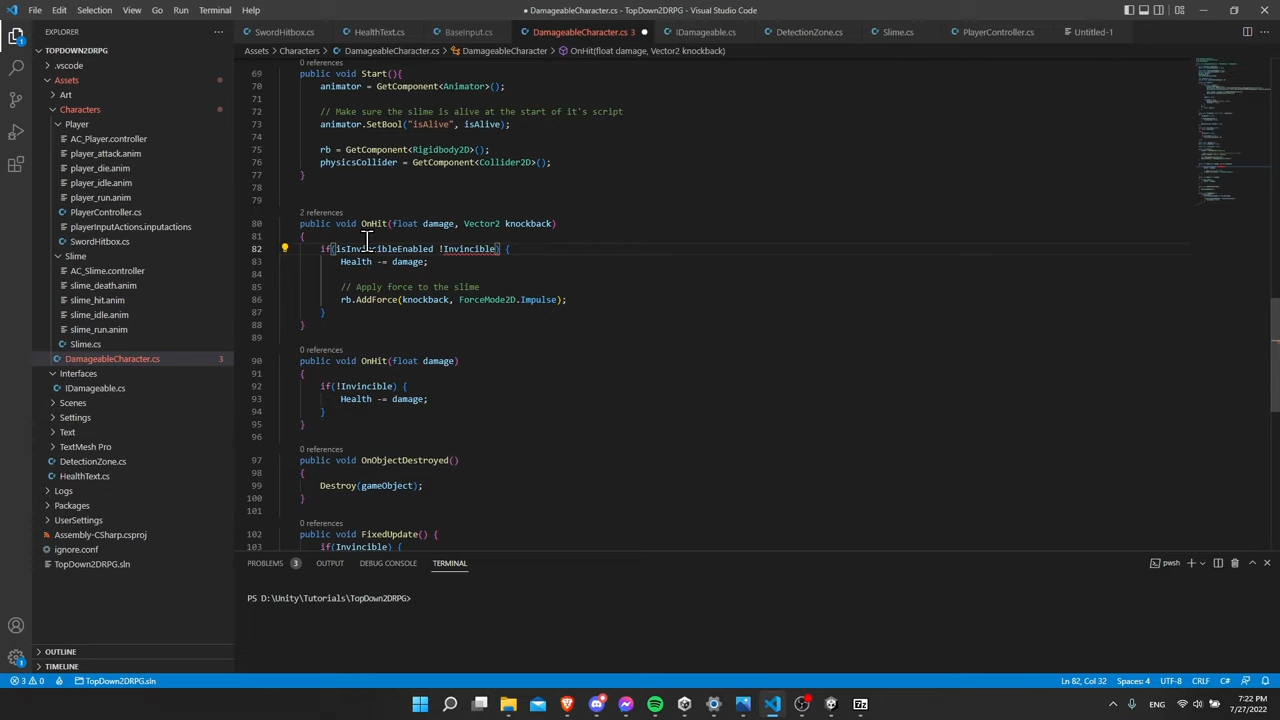 File Edit Selection View Go Run Terminal Help
● DamageableCharacter.cs - TopDown2DRPG - Visual Studio Code
EXPLORER
SwordHitbox.cs HealthText.cs BaseInput.cs DamageableCharacter.cs 3 ● IDamageable.cs DetectionZone.cs Slime.cs PlayerController.cs Untitled-1
Assets > Characters > DamageableCharacter.cs > DamageableCharacter > OnHit(float damage, Vector2 knockback)
TOPDOWN2DRPG
.vscode
Assets
Art
Characters
Player
AC_Player.controller
player_attack.anim
player_die.anim
player_idle.anim
player_run.anim
PlayerController.cs
playerInputActions.inputactions
SwordHitbox.cs
Slime
AC_Slime.controller
slime_death.anim
slime_hit.anim
slime_idle.anim
slime_run.anim
Slime.cs
DamageableCharacter.cs 3
Interfaces
IDamageable.cs
Scenes
Settings
Text
TextMesh Pro
DetectionZone.cs
HealthText.cs
Logs
Packages
UserSettings
Assembly-CSharp.csproj
ignore.conf
TopDown2DRPG.sln
OUTLINE
TIMELINE
0 references
69 public void Start(){
70 animator = GetComponent<Animator>();
71
72 // Make sure the slime is alive at the start of it's script
73 animator.SetBool("isAlive", isAlive);
74
75 rb = GetComponent<Rigidbody2D>();
76 physicsCollider = GetComponent<Collider2D>();
77 }
78
79
2 references
80 public void OnHit(float damage, Vector2 knockback)
81 {
82 if(isInvincibleEnabled !Invincible) {
83 Health -= damage;
84
85 // Apply force to the slime
86 rb.AddForce(knockback, ForceMode2D.Impulse);
87 }
88 }
89
0 references
90 public void OnHit(float damage)
91 {
92 if(!Invincible) {
93 Health -= damage;
94 }
95 }
96
0 references
97 public void OnObjectDestroyed()
98 {
99 Destroy(gameObject);
100 }
101
0 references
102 public void FixedUpdate() {
103 if(Invincible) {
PROBLEMS 3 OUTPUT DEBUG CONSOLE TERMINAL
pwsh
PS D:\Unity\Tutorials\TopDown2DRPG>
3 0 TopDown2DRPG.sln
Ln 82, Col 32 Spaces: 4 UTF-8 CRLF C#
ENG
7:22 PM
7/27/2022